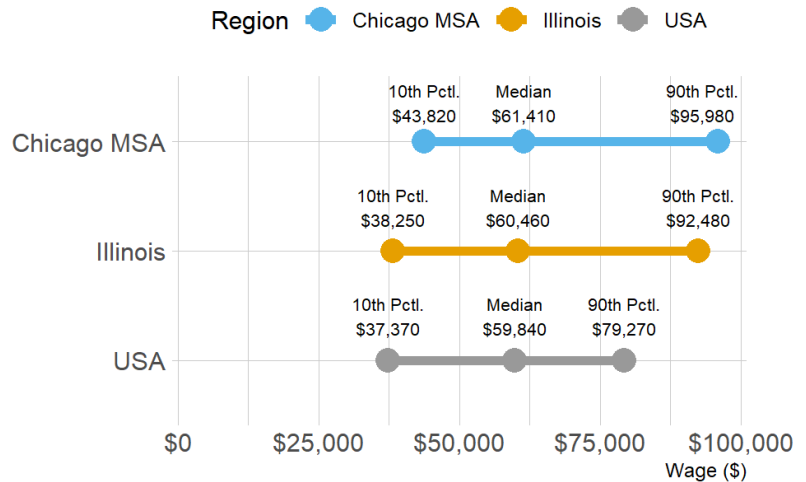 Region Chicago MSA Illinois USA
10th Pctl. Median 90th Pctl.
$43,820 $61,410 $95,980
Chicago MSA
10th Pctl. Median 90th Pctl.
$38,250 $60,460 $92,480
Illinois
10th Pctl. Median 90th Pctl.
$37,370 $59,840 $79,270
USA
$0 $25,000 $50,000 $75,000 $100,000
Wage ($)